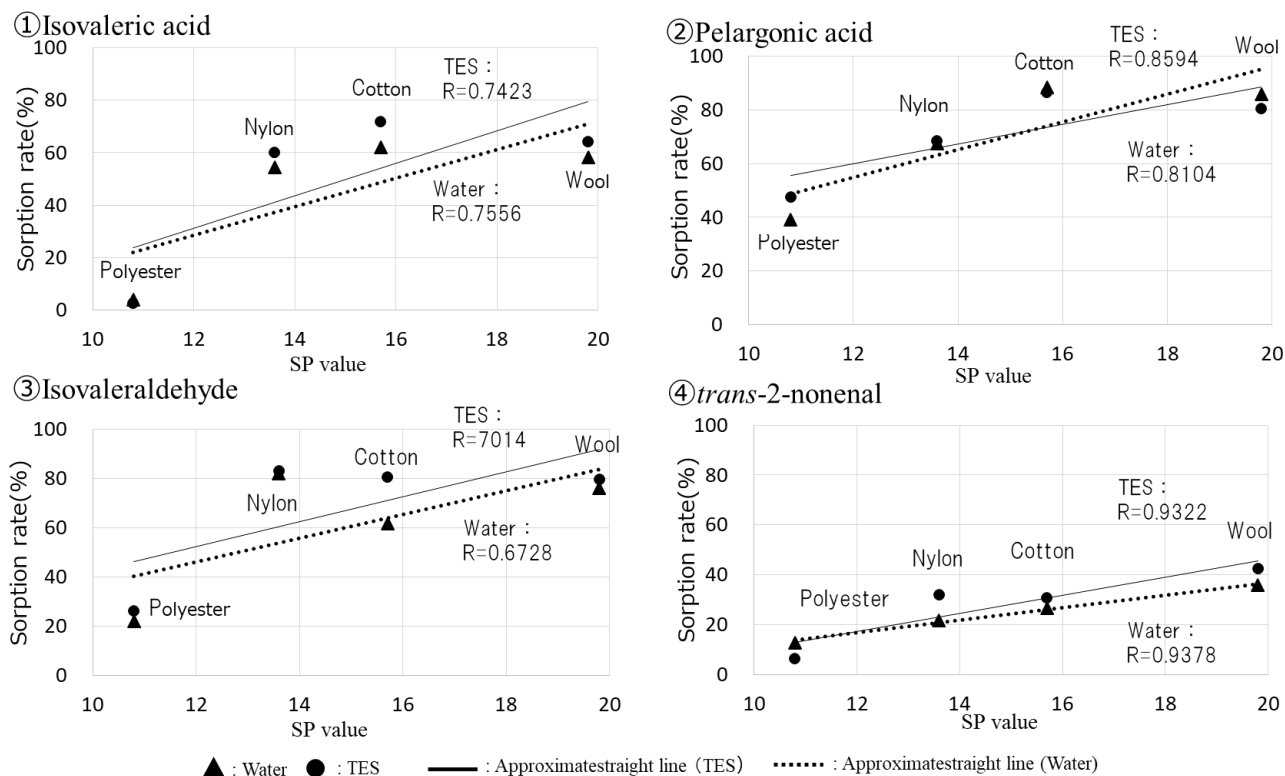 ①Isovaleric acid
100
80
60
40
20
0
Sorption rate(%)
10 12 14 16 18 20
SP value
Polyester
Nylon
Cotton
Wool
TES：
R=0.7423
Water：
R=0.7556
②Pelargonic acid
100
80
60
40
20
0
Sorption rate(%)
10 12 14 16 18 20
SP value
Polyester
Nylon
Cotton
Wool
TES：
R=0.8594
Water：
R=0.8104
③Isovaleraldehyde
100
80
60
40
20
0
Sorption rate(%)
10 12 14 16 18 20
SP value
Polyester
Nylon
Cotton
Wool
TES：
R=7014
Water：
R=0.6728
④trans-2-nonenal
100
80
60
40
20
0
Sorption rate(%)
10 12 14 16 18 20
SP value
Polyester
Nylon
Cotton
Wool
TES：
R=0.9322
Water：
R=0.9378
▲ : Water ● : TES : Approximatestraight line（TES） : Approximatestraight line (Water)